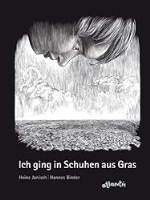 Ich ging in Schuhen aus Gras
Heinz Janisch | Hannes Binder
atlantis